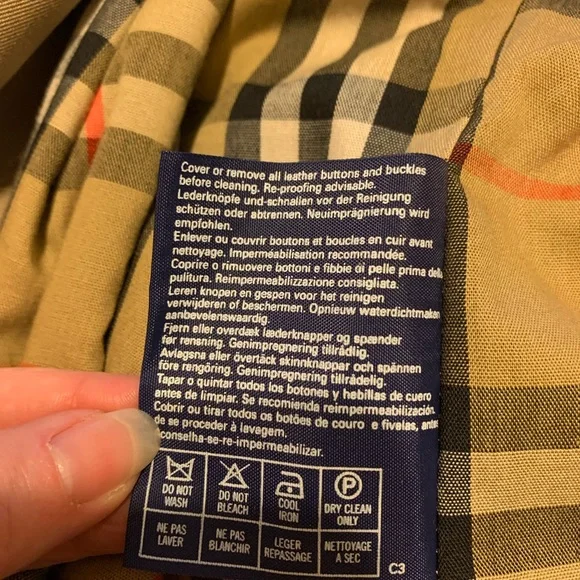 Cover or remove all leather buttons and buckles
before cleaning. Re-proofing advisable.
Lederknöpfe und-schnallen vor der Reinigung
schützen oder abtrennen. Neuimprägnierung wird
empfohlen.
Enlever ou couvrir boutons et boucles en cuir avant
nettoyage. Imperméabilisation recommandée.
Coprire o rimuovere bottoni e fibbie di pelle prima della
pulitura. Reimpermeabilizzazione consigliata.
Leren knopen en gespen voor het reinigen
verwijderen of beschermen. Opnieuw waterdichtmaken
aanbevelenswaardig.
Fjern eller overdæk læderknapper og spænder
før rensning. Genimpregnering tillrådlig.
Avlagsna eller övertäck skinnknappar och spännen
före rengöring. Genimpregnering tillrådelig.
Tapar o quintar todos los botones y hebillas de cuero
antes de limpiar. Se recomienda reimpermeabilización.
Cobrir ou tirar todos os botões de couro e fivelas, antes
de se proceder à lavagem.
Aconselha-se-re-impermeabilizar.
DO NOT WASH
DO NOT BLEACH
COOL IRON
P
DRY CLEAN ONLY
NE PAS LAVER
NE PAS BLANCHIR
LEGER REPASSAGE
NETTOYAGE A SEC
C3